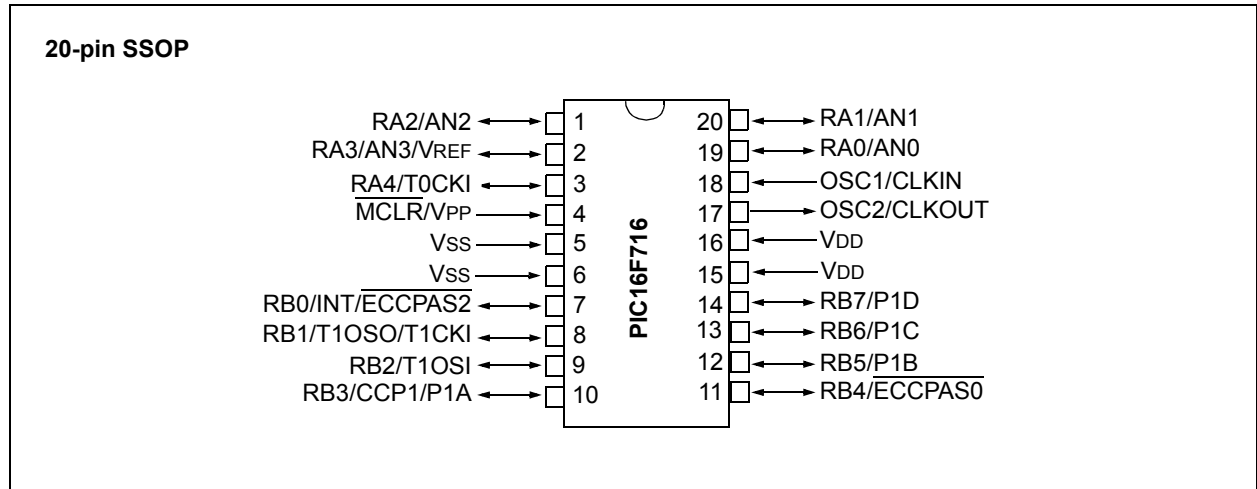 20-pin SSOP
RA2/AN2 1 20 RA1/AN1
RA3/AN3/VREF 2 19 RA0/AN0
RA4/T0CKI 3 18 OSC1/CLKIN
MCLR/VPP 4 17 OSC2/CLKOUT
VSS 5 16 VDD
VSS 6 15 VDD
RB0/INT/ECCPAS2 7 14 RB7/P1D
RB1/T1OSO/T1CKI 8 13 RB6/P1C
RB2/T1OSI 9 12 RB5/P1B
RB3/CCP1/P1A 10 11 RB4/ECCPAS0
PIC16F716